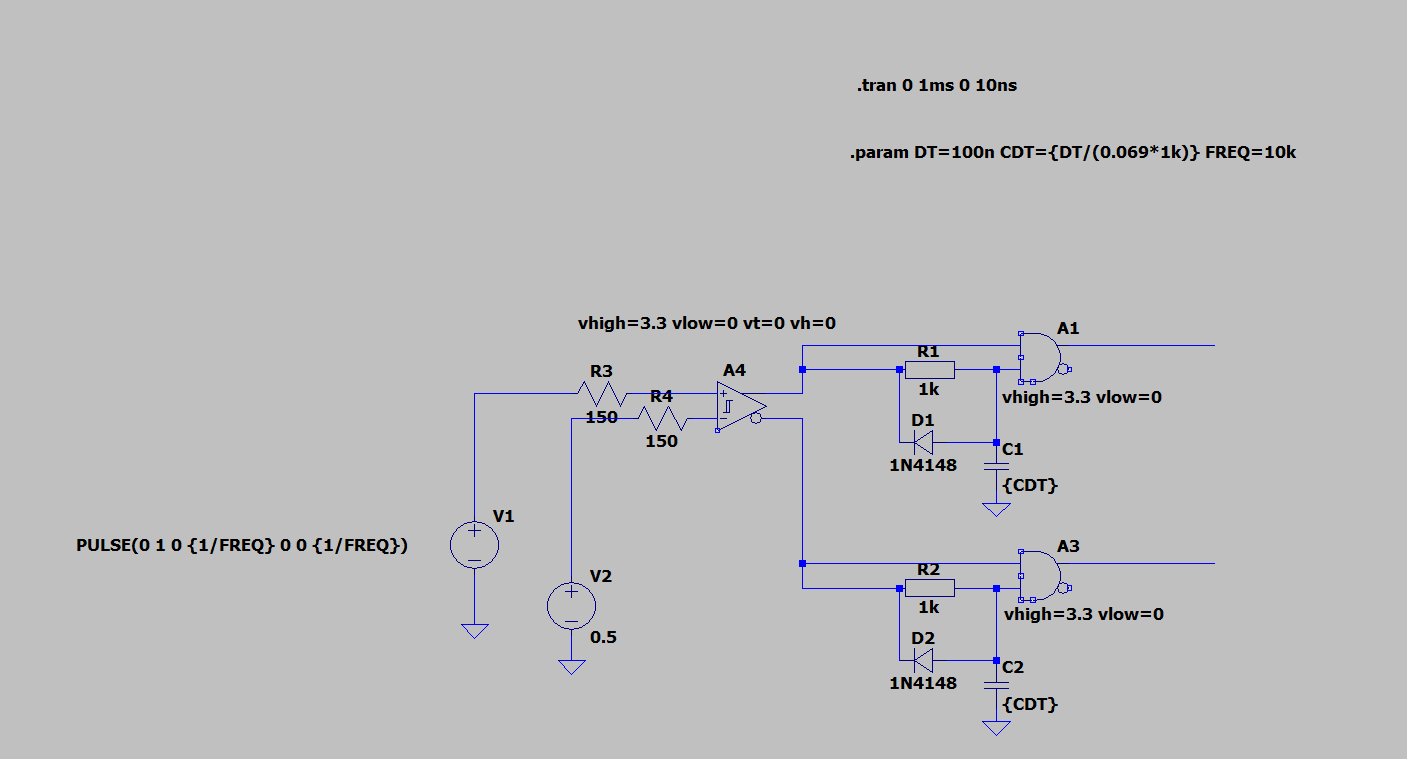 .tran 0 1ms 0 10ns
.param DT=100n CDT={DT/(0.069*1k)} FREQ=10k
vhigh=3.3 vlow=0 vt=0 vh=0
A1
R1
R3
A4
1k
R4
vhigh=3.3 vlow=0
150
D1
150
C1
1N4148
{CDT}
V1
PULSE(0 1 0 {1/FREQ} 0 0 {1/FREQ})
A3
R2
V2
1k
vhigh=3.3 vlow=0
0.5
D2
C2
1N4148
{CDT}